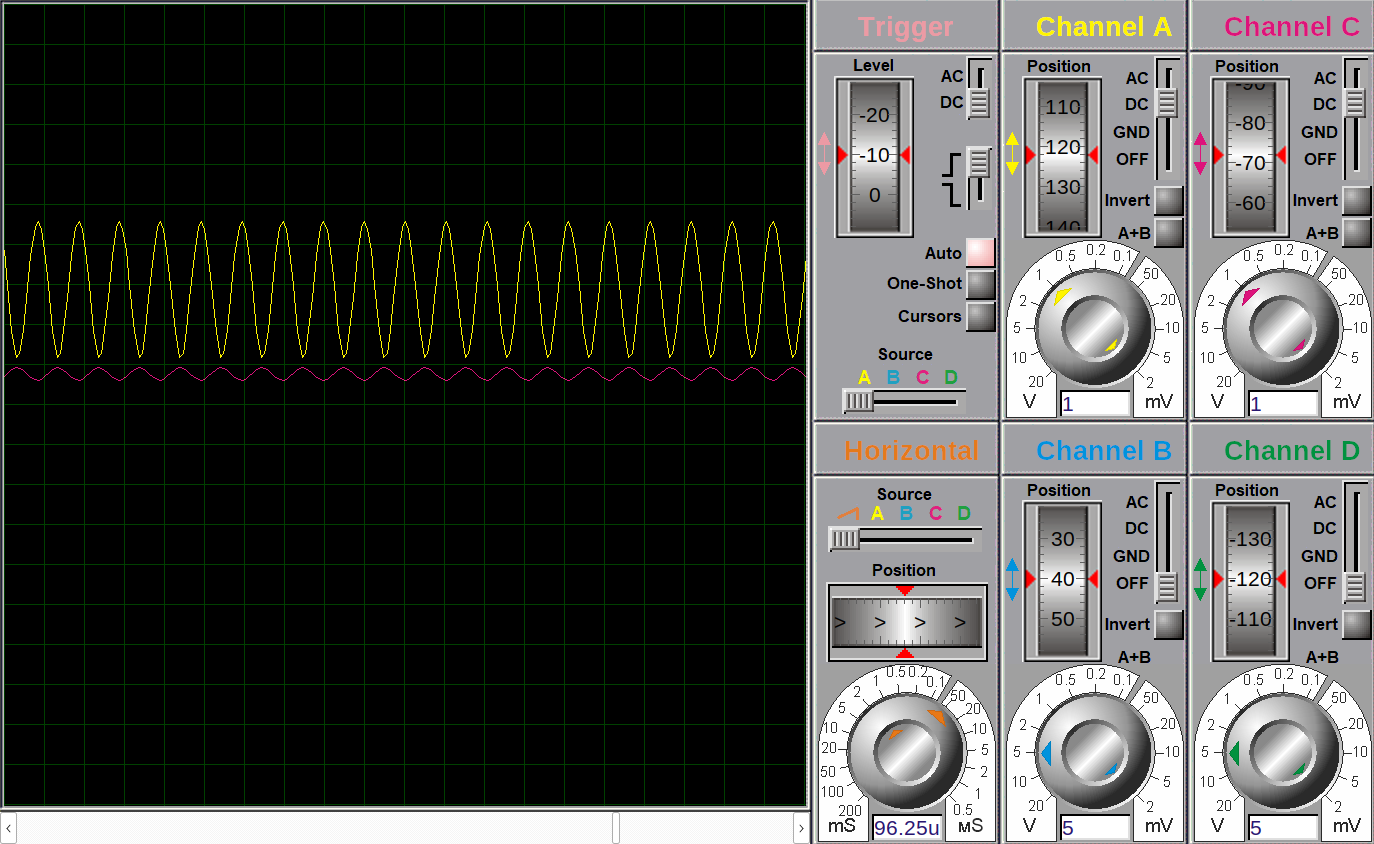 Trigger
Level
-20
-10
0
AC
DC
Auto
One-Shot
Cursors
Source
A B C D
Channel A
Position
110
120
130
140
AC
DC
GND
OFF
Invert
A+B
20 10 5 2 1 0.5 0.2 0.1 50 20 10 5 2
V 1 mV
Channel C
Position
-90
-80
-70
-60
AC
DC
GND
OFF
Invert
A+B
20 10 5 2 1 0.5 0.2 0.1 50 20 10 5 2
V 1 mV
Horizontal
Source
A B C D
Position
> > > >
200 100 50 20 10 5 2 1 0.5 0.2 0.1 50 20 10 5 2 1 0.5
mS 96.25u мS
Channel B
Position
30
40
50
AC
DC
GND
OFF
Invert
A+B
20 10 5 2 1 0.5 0.2 0.1 50 20 10 5 2
V 5 mV
Channel D
Position
-130
-120
-110
AC
DC
GND
OFF
Invert
A+B
20 10 5 2 1 0.5 0.2 0.1 50 20 10 5 2
V 5 mV
< >